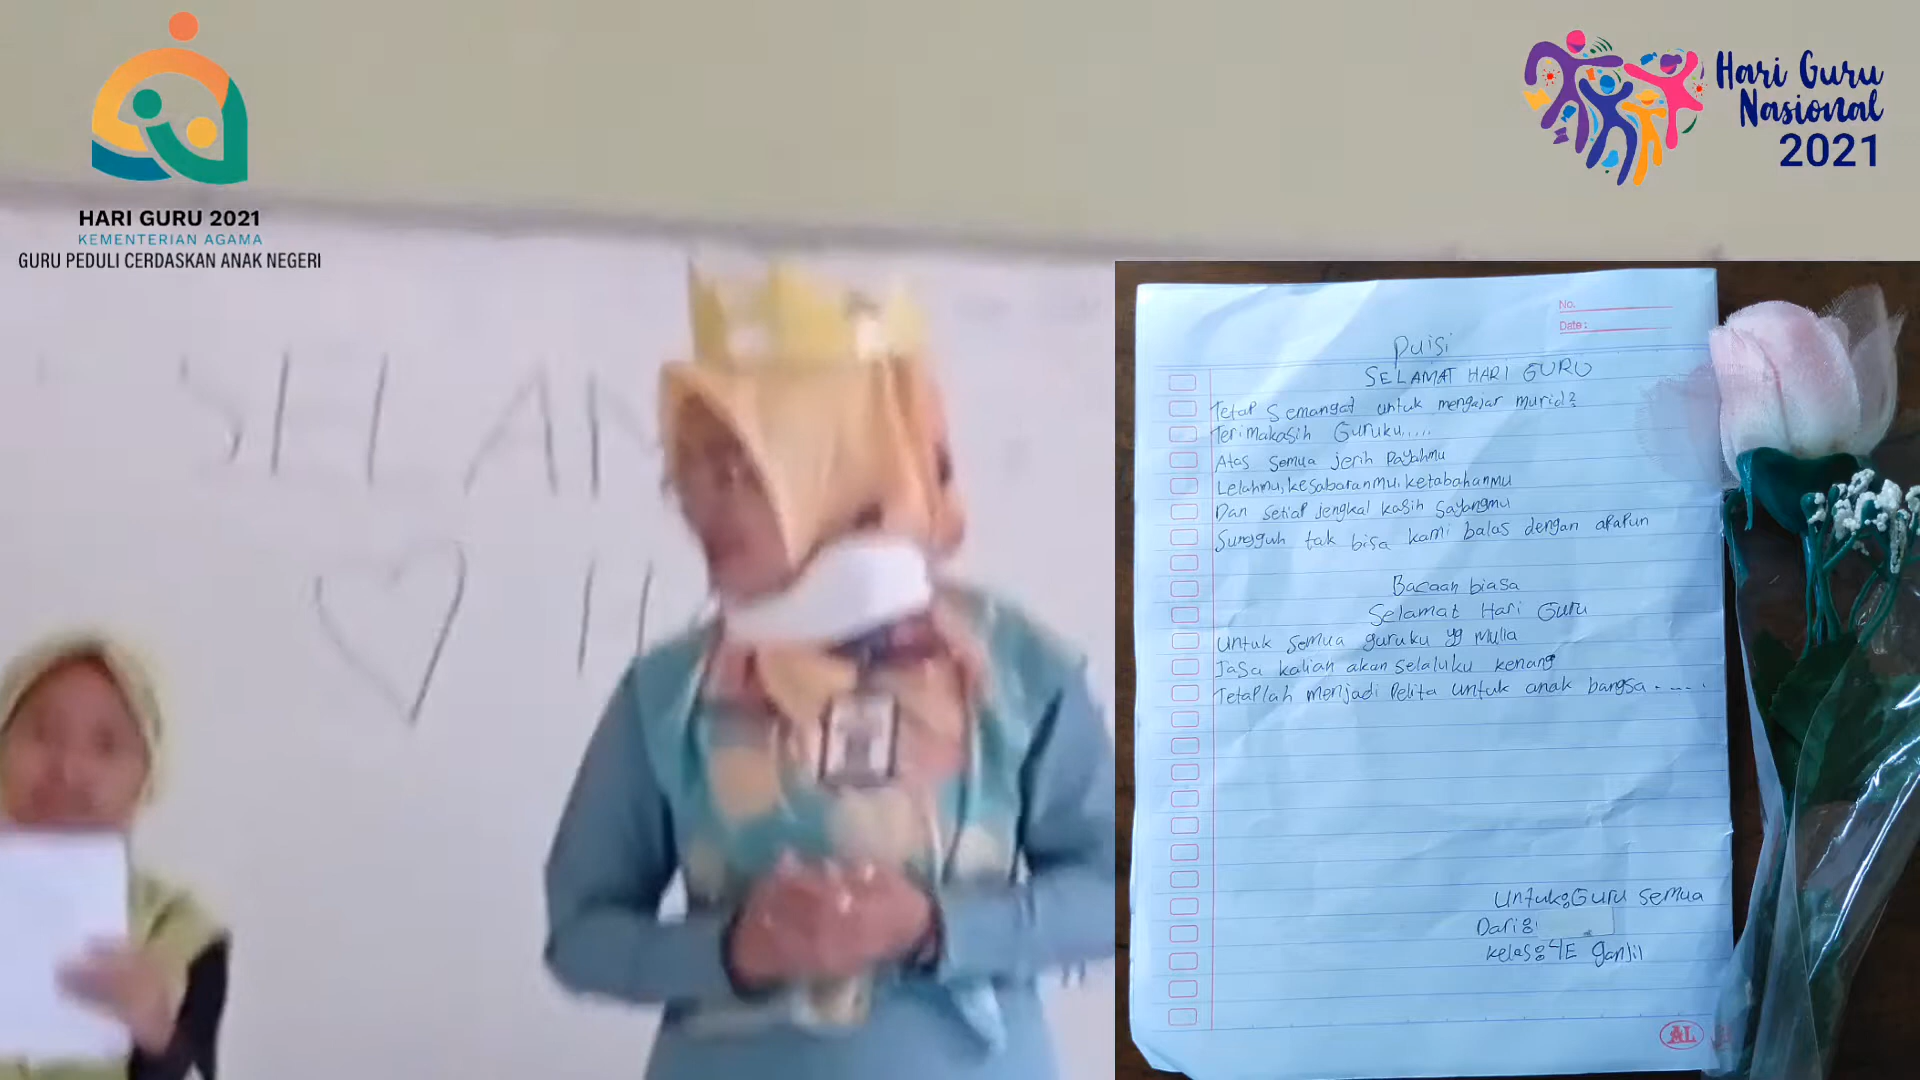 HARI GURU 2021
KEMENTERIAN AGAMA
GURU PEDULI CERDASKAN ANAK NEGERI
Hari Guru
Nasional
2021
SELAM
H
No.
Date:
Puisi
SELAMAT HARI GURU
Tetap Semangat untuk mengajar murid2
Terimakasih Guruku.....
Atas semua jerih Payahmu
Lelahmu, kesabaranmu, ketabahanmu
Dan setiap jengkal kasih sayangmu
Sungguh tak bisa kami balas dengan apapun
Bacaan biasa
Selamat Hari Guru
Untuk semua guruku yg mulia
Jasa kalian akan selaluku kenang
Tetaplah menjadi Pelita untuk anak bangsa.....
Untuk: Guru semua
Dari:
kelas: 4E ganjil
AL